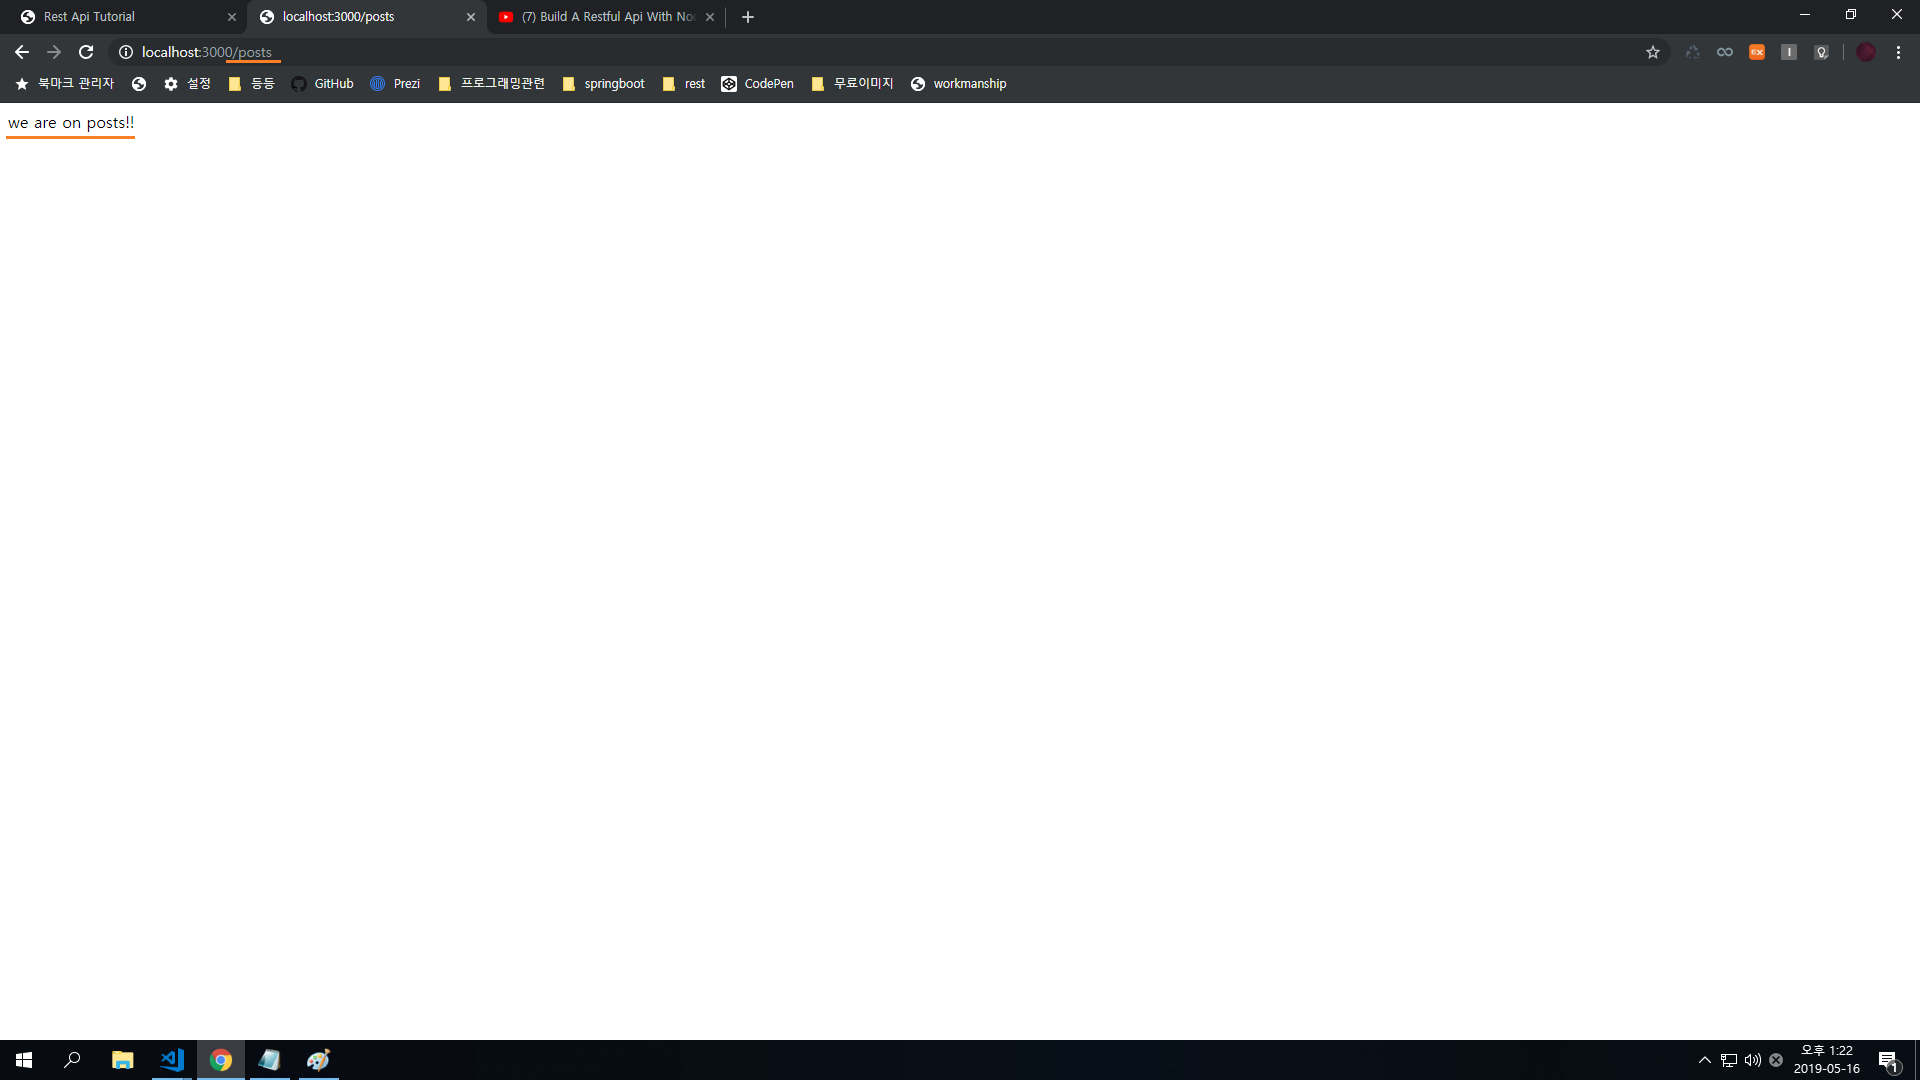 Rest Api Tutorial
localhost:3000/posts
(7) Build A Restful Api With No
localhost:3000/posts
북마크 관리자
설정
등등
GitHub
Prezi
프로그래밍관련
springboot
rest
CodePen
무료이미지
workmanship
we are on posts!!
오후 1:22
2019-05-16
1